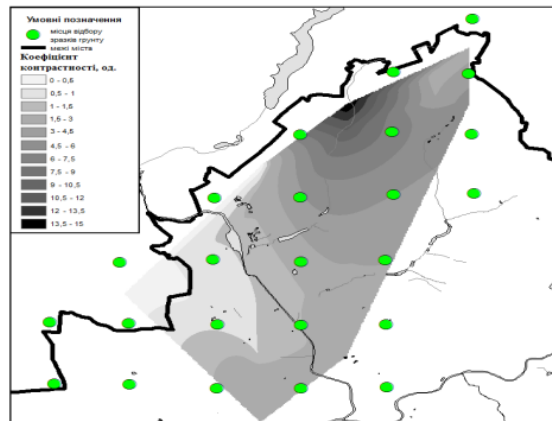 Умовні позначення
місця відбору
зразків ґрунту
межі міста
Коефіцієнт
контрастності, од.
0 - 0,5
0,5 - 1
1 - 1,5
1,5 - 3
3 - 4,5
4,5 - 6
6 - 7,5
7,5 - 9
9 - 10,5
10,5 - 12
12 - 13,5
13,5 - 15